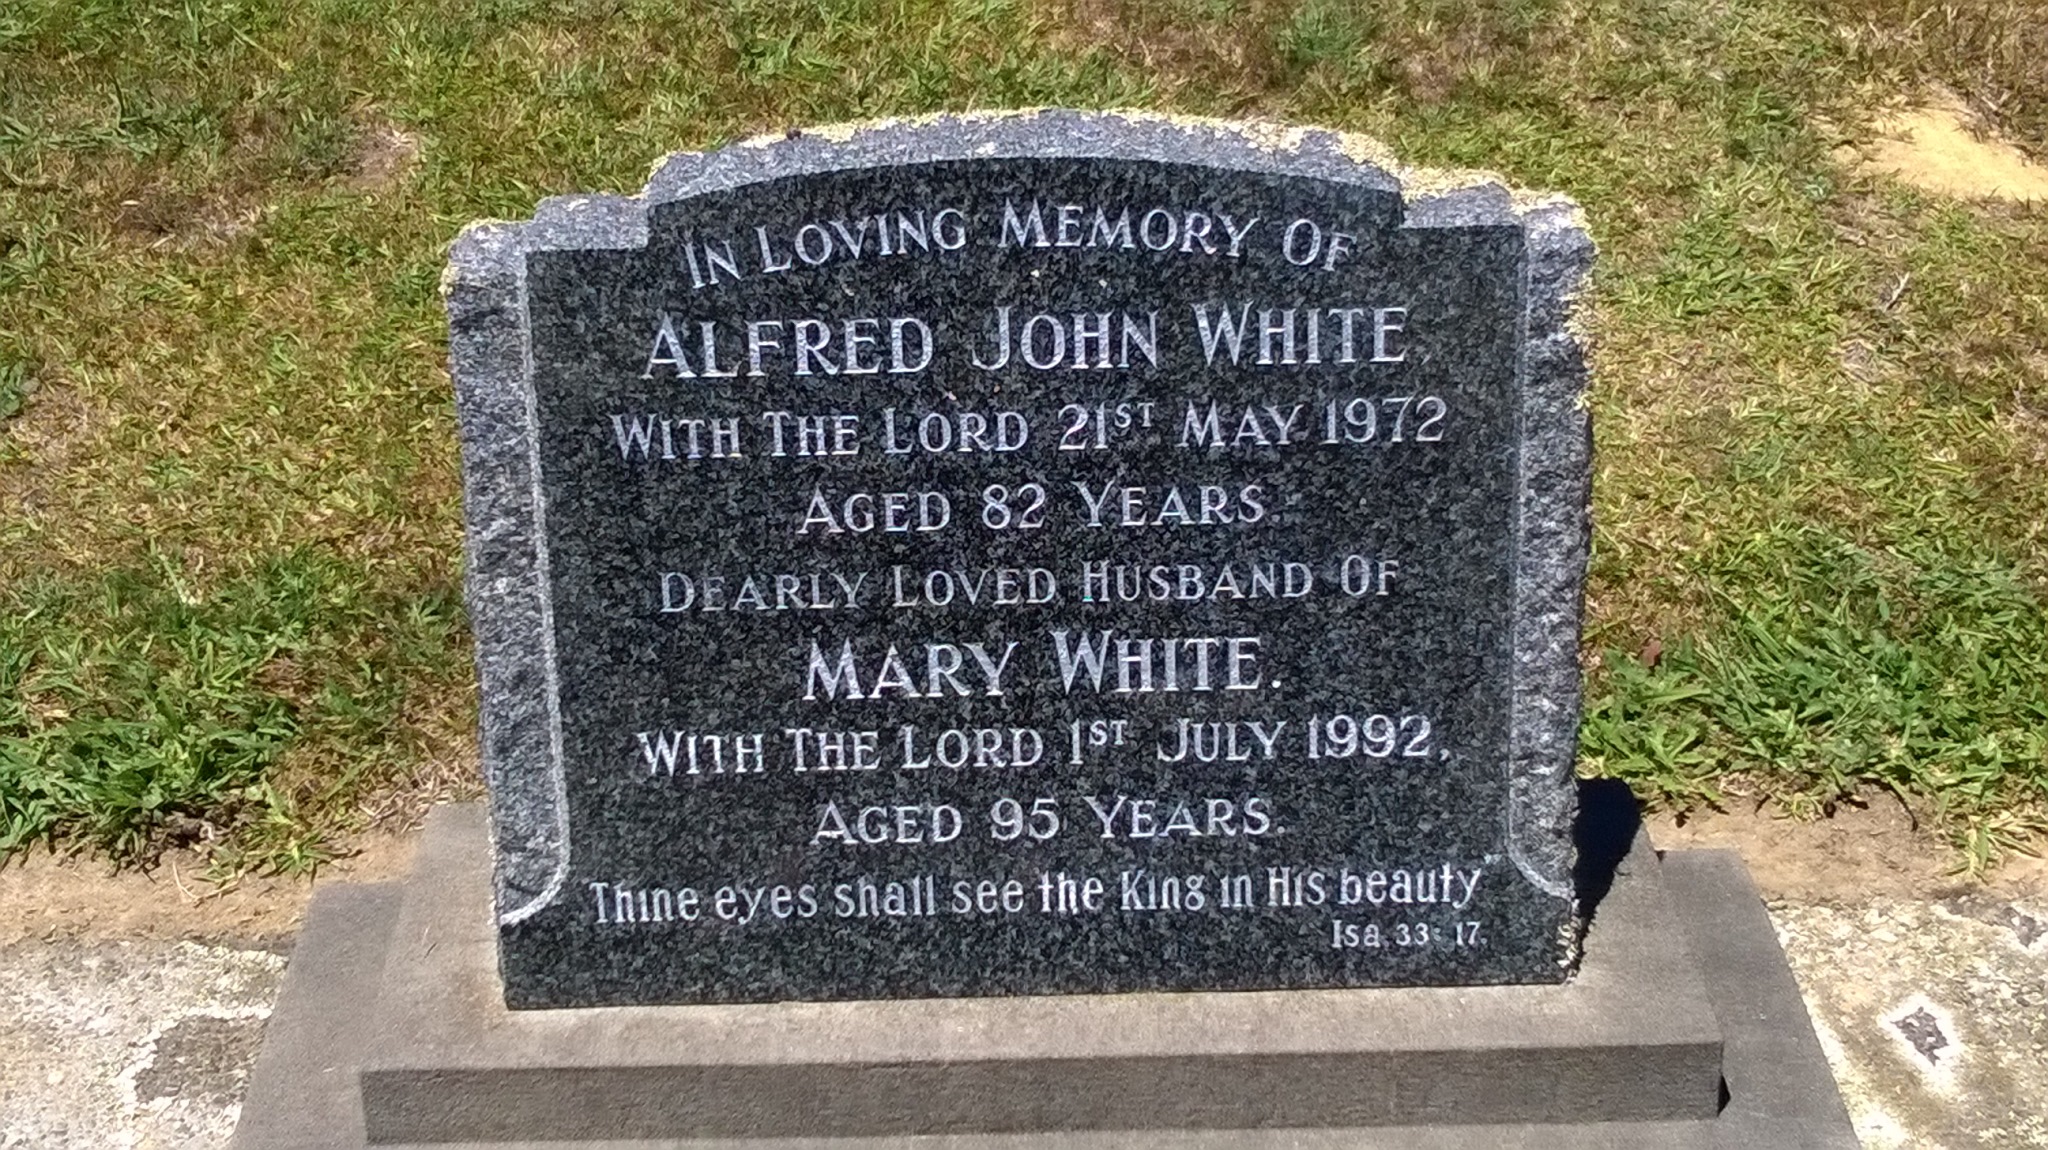 IN LOVING MEMORY OF
ALFRED JOHN WHITE,
WITH THE LORD 21ST MAY 1972
AGED 82 YEARS.
DEARLY LOVED HUSBAND OF
MARY WHITE.
WITH THE LORD 1ST JULY 1992,
AGED 95 YEARS.
Thine eyes shall see the King in His beauty"
Isa. 33: 17.